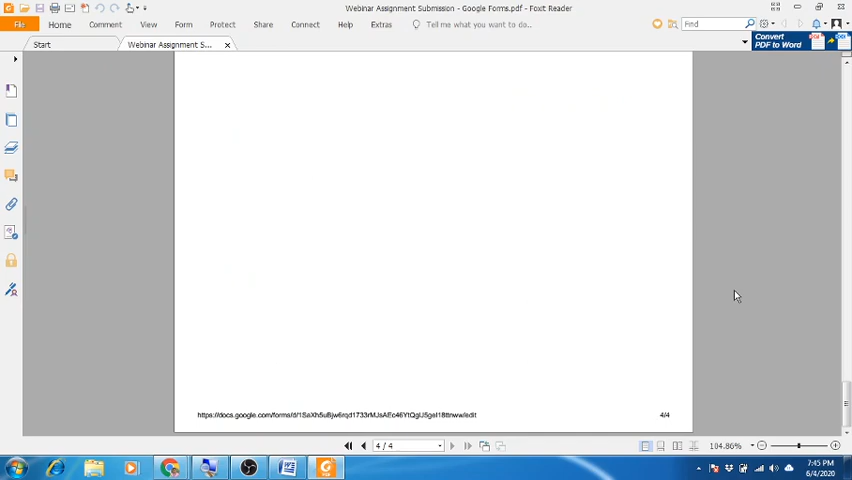 Webinar Assignment Submission - Google Forms.pdf - Foxit Reader
File Home Comment View Form Protect Share Connect Help Extras Tell me what you want to do.. Find
Start Webinar Assignment S... Convert
PDF to Word
4/4
4 / 4 104.86%
7:45 PM
6/4/2020